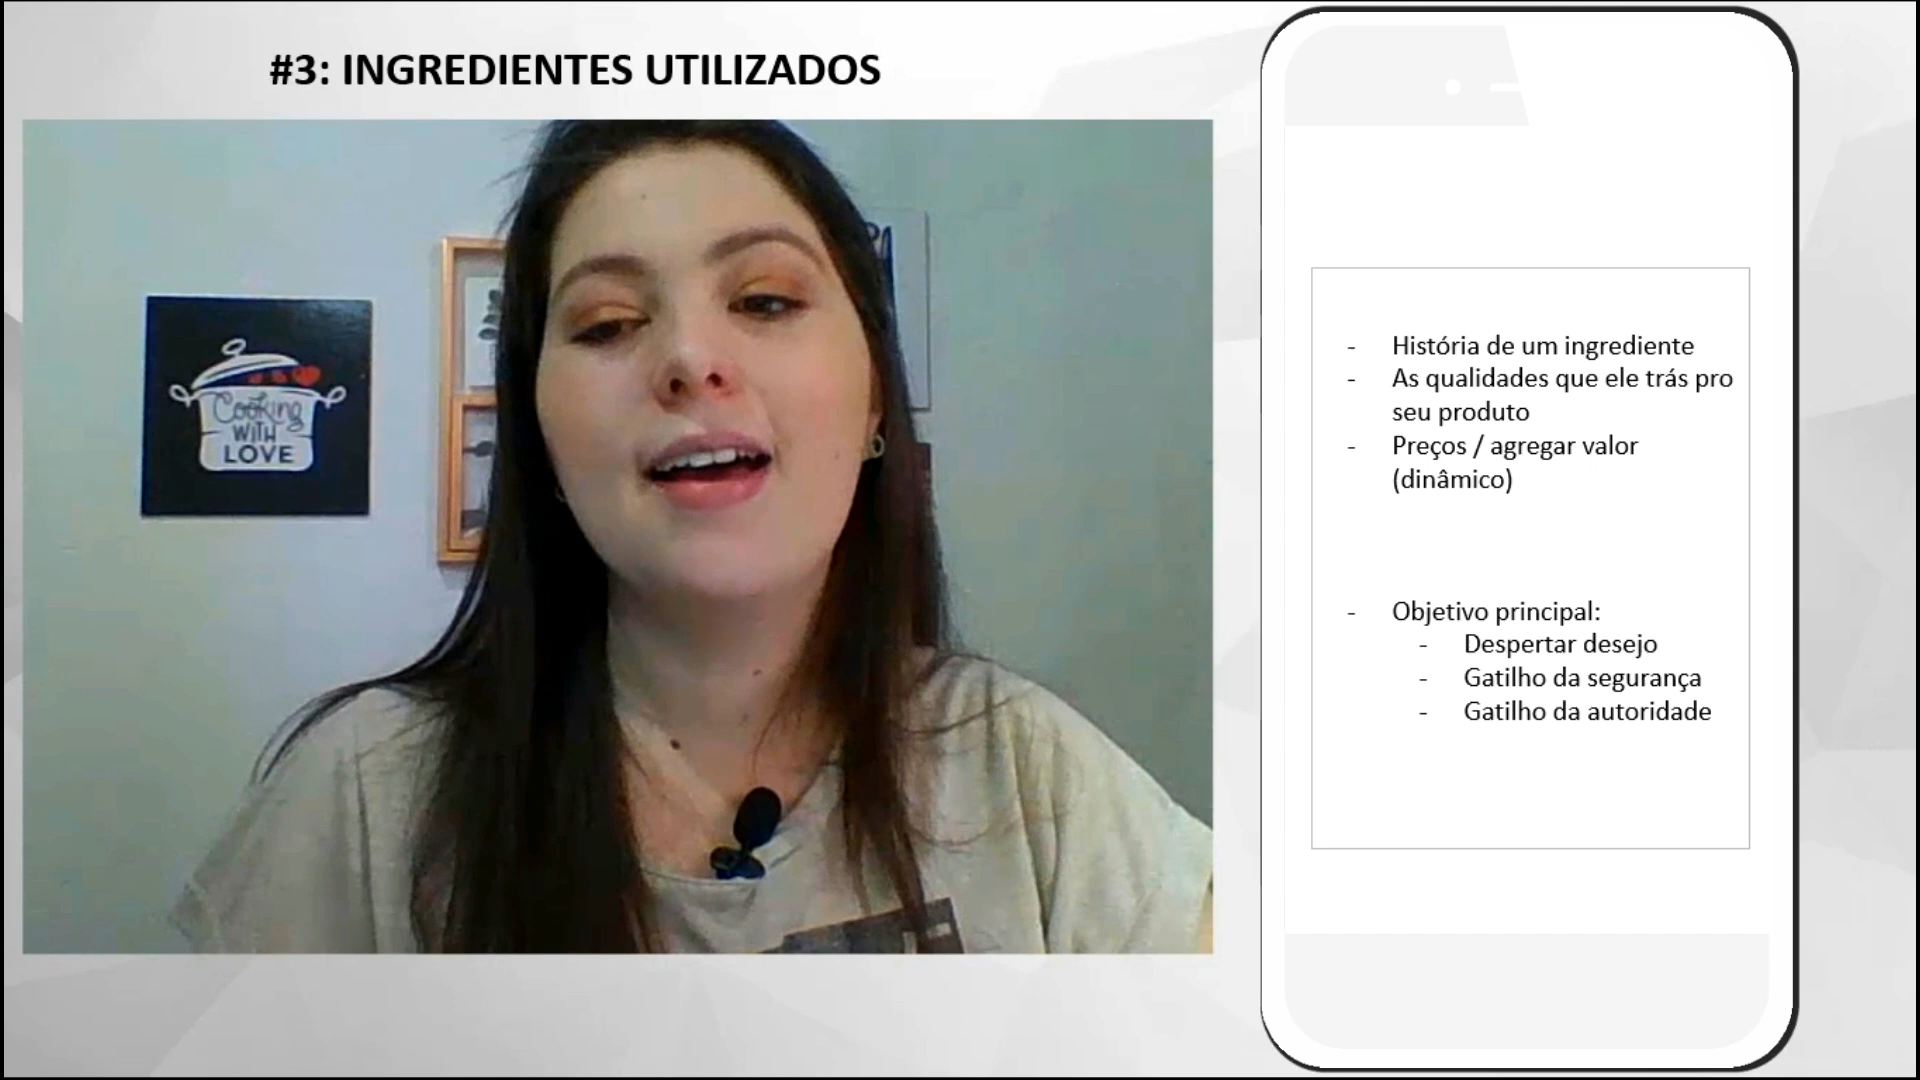 #3: INGREDIENTES UTILIZADOS
Cooking
WITH
LOVE
- História de um ingrediente
- As qualidades que ele trás pro
seu produto
- Preços / agregar valor
(dinâmico)
- Objetivo principal:
- Despertar desejo
- Gatilho da segurança
- Gatilho da autoridade